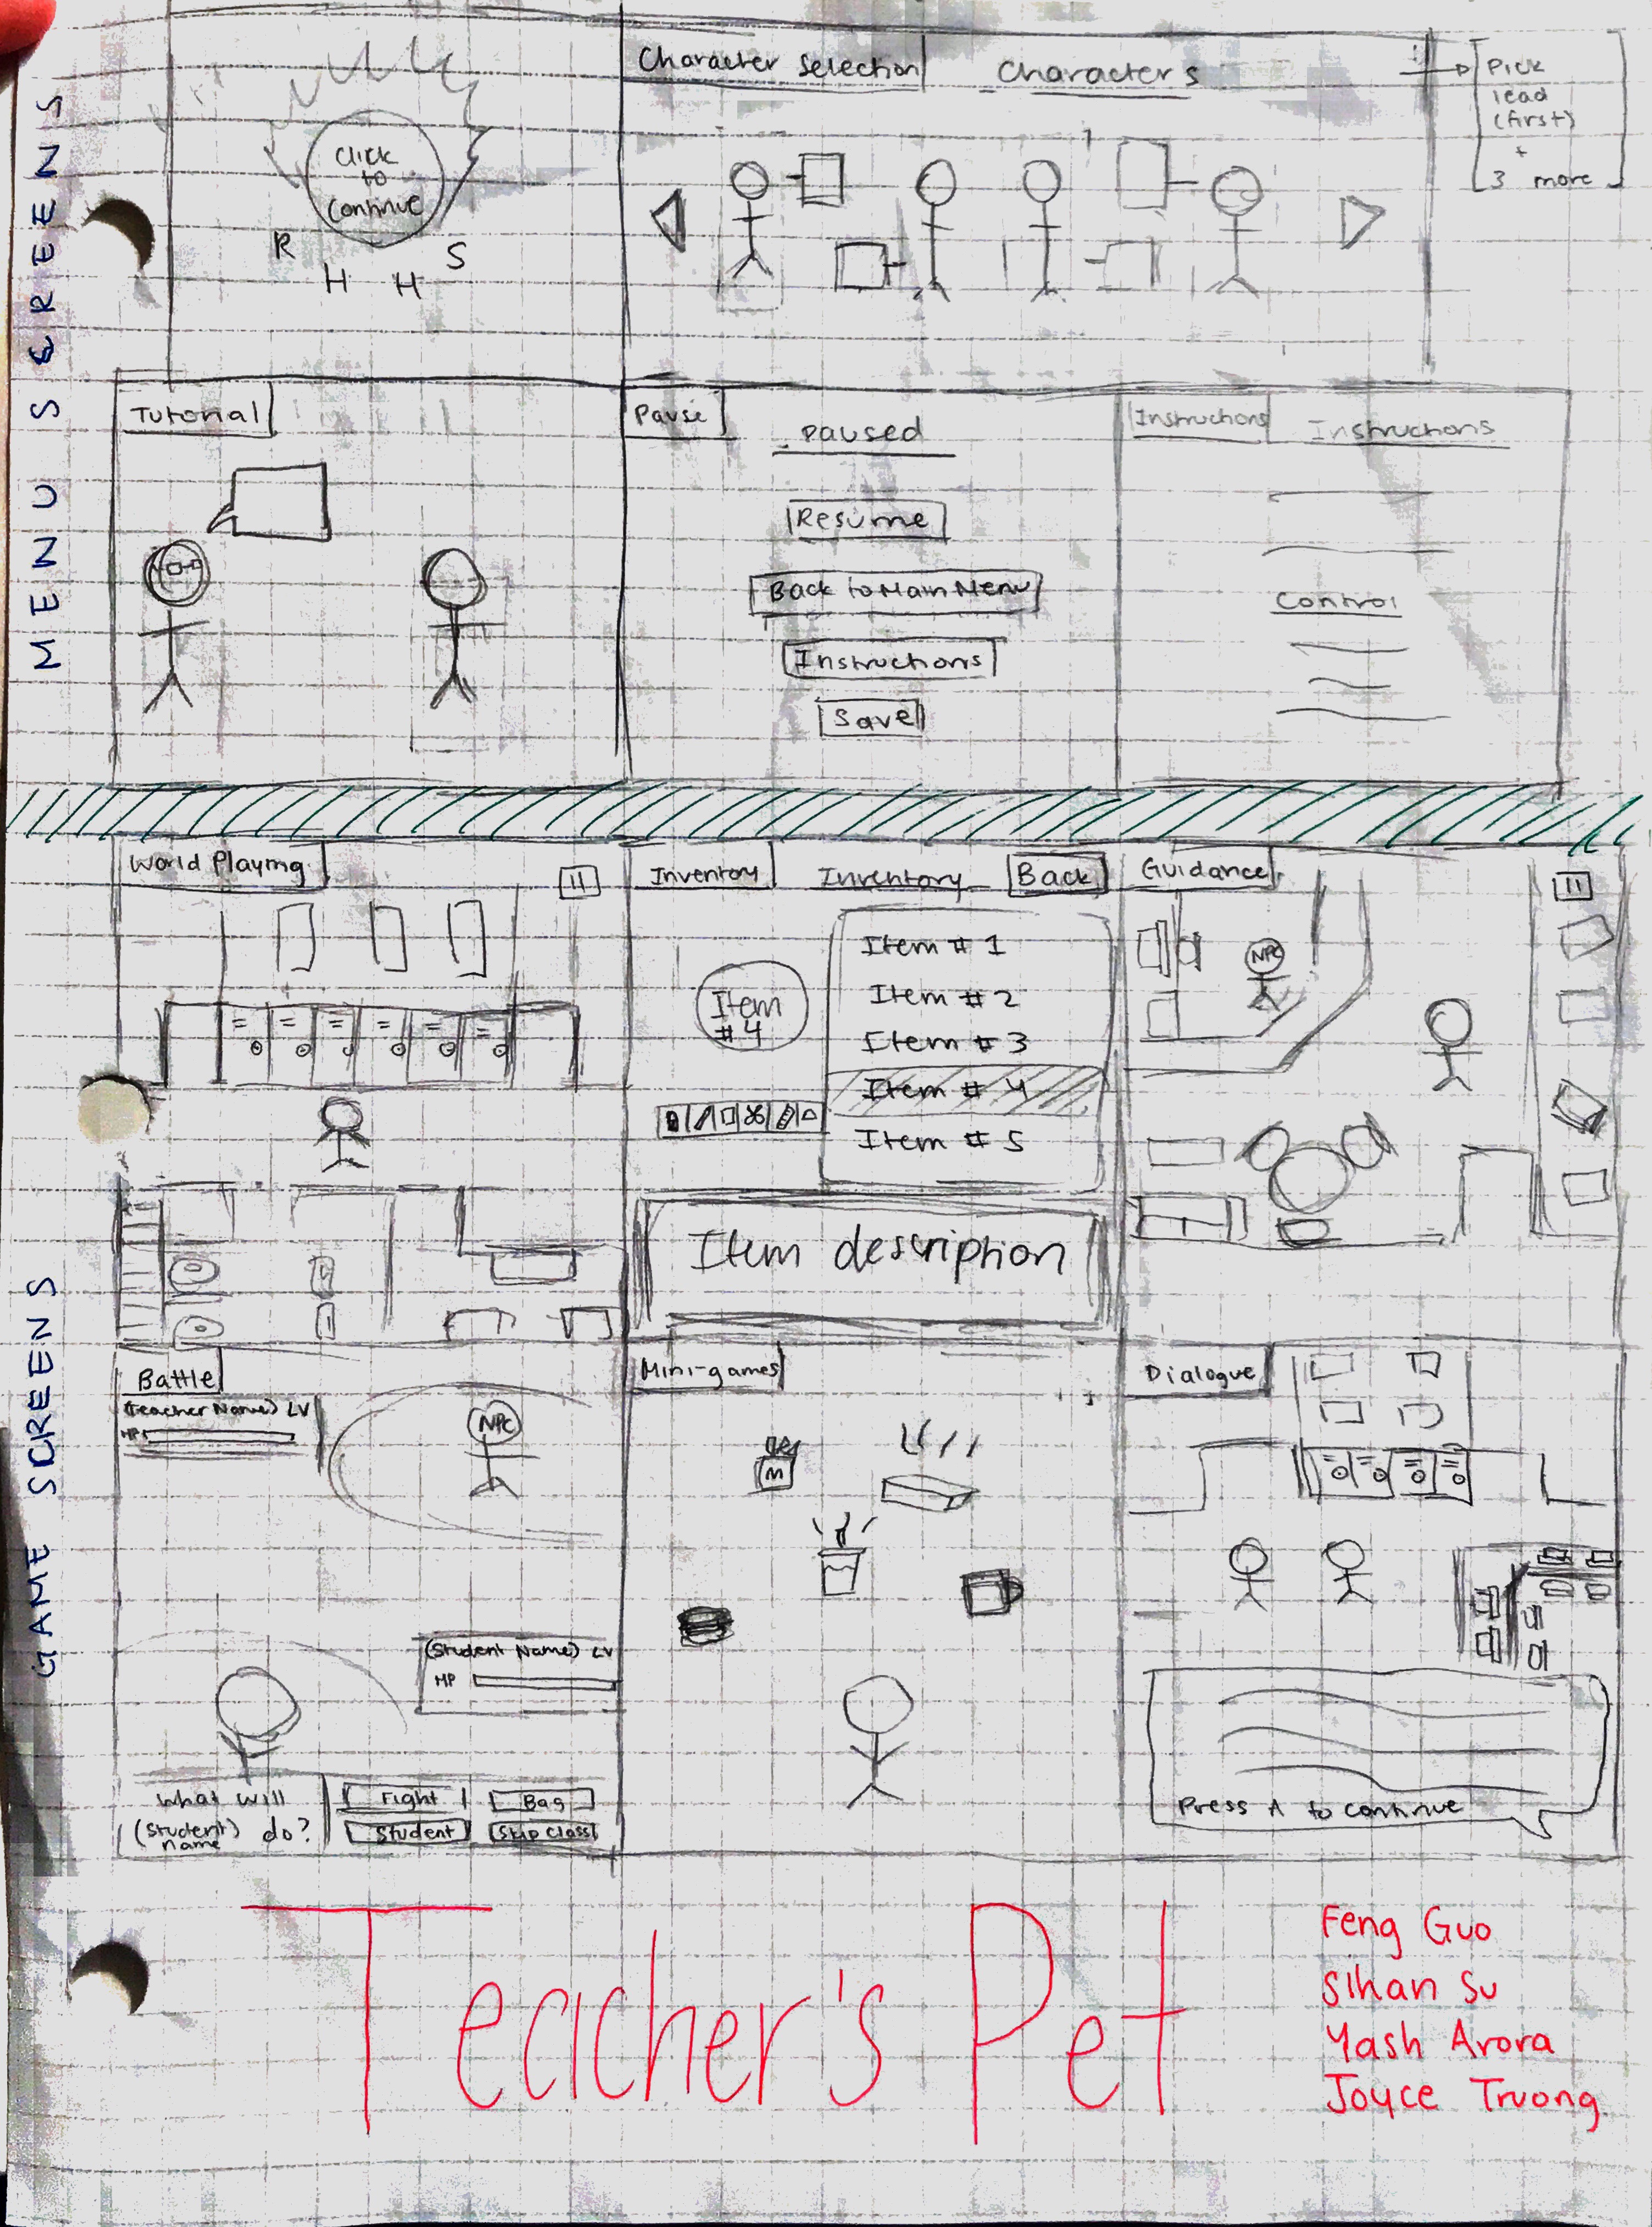 MENU SCREENS
Click
to
Continue
R H H S
Character Selection
Characters
Pick
lead
(first)
+
3 more
Tutorial
Pause
Paused
Resume
Back to Main Menu
Instructions
Save
Instructions
Instructions
Control
GAME SCREENS
World Playing
Inventory
Inventory
Back
Item # 1
Item # 2
Item # 3
Item # 4
Item # 5
Item
# 4
Item description
Guidance
NPC
Battle
(Teacher Name) LV
HP
NPC
(Student Name) LV
HP
What will
(Student) do?
name
Fight
Bag
Student
Skip Class
Mini-games
M
Dialogue
Press A to continue
Teacher's Pet
Feng Guo
Sihan Su
Yash Arora
Joyce Truong